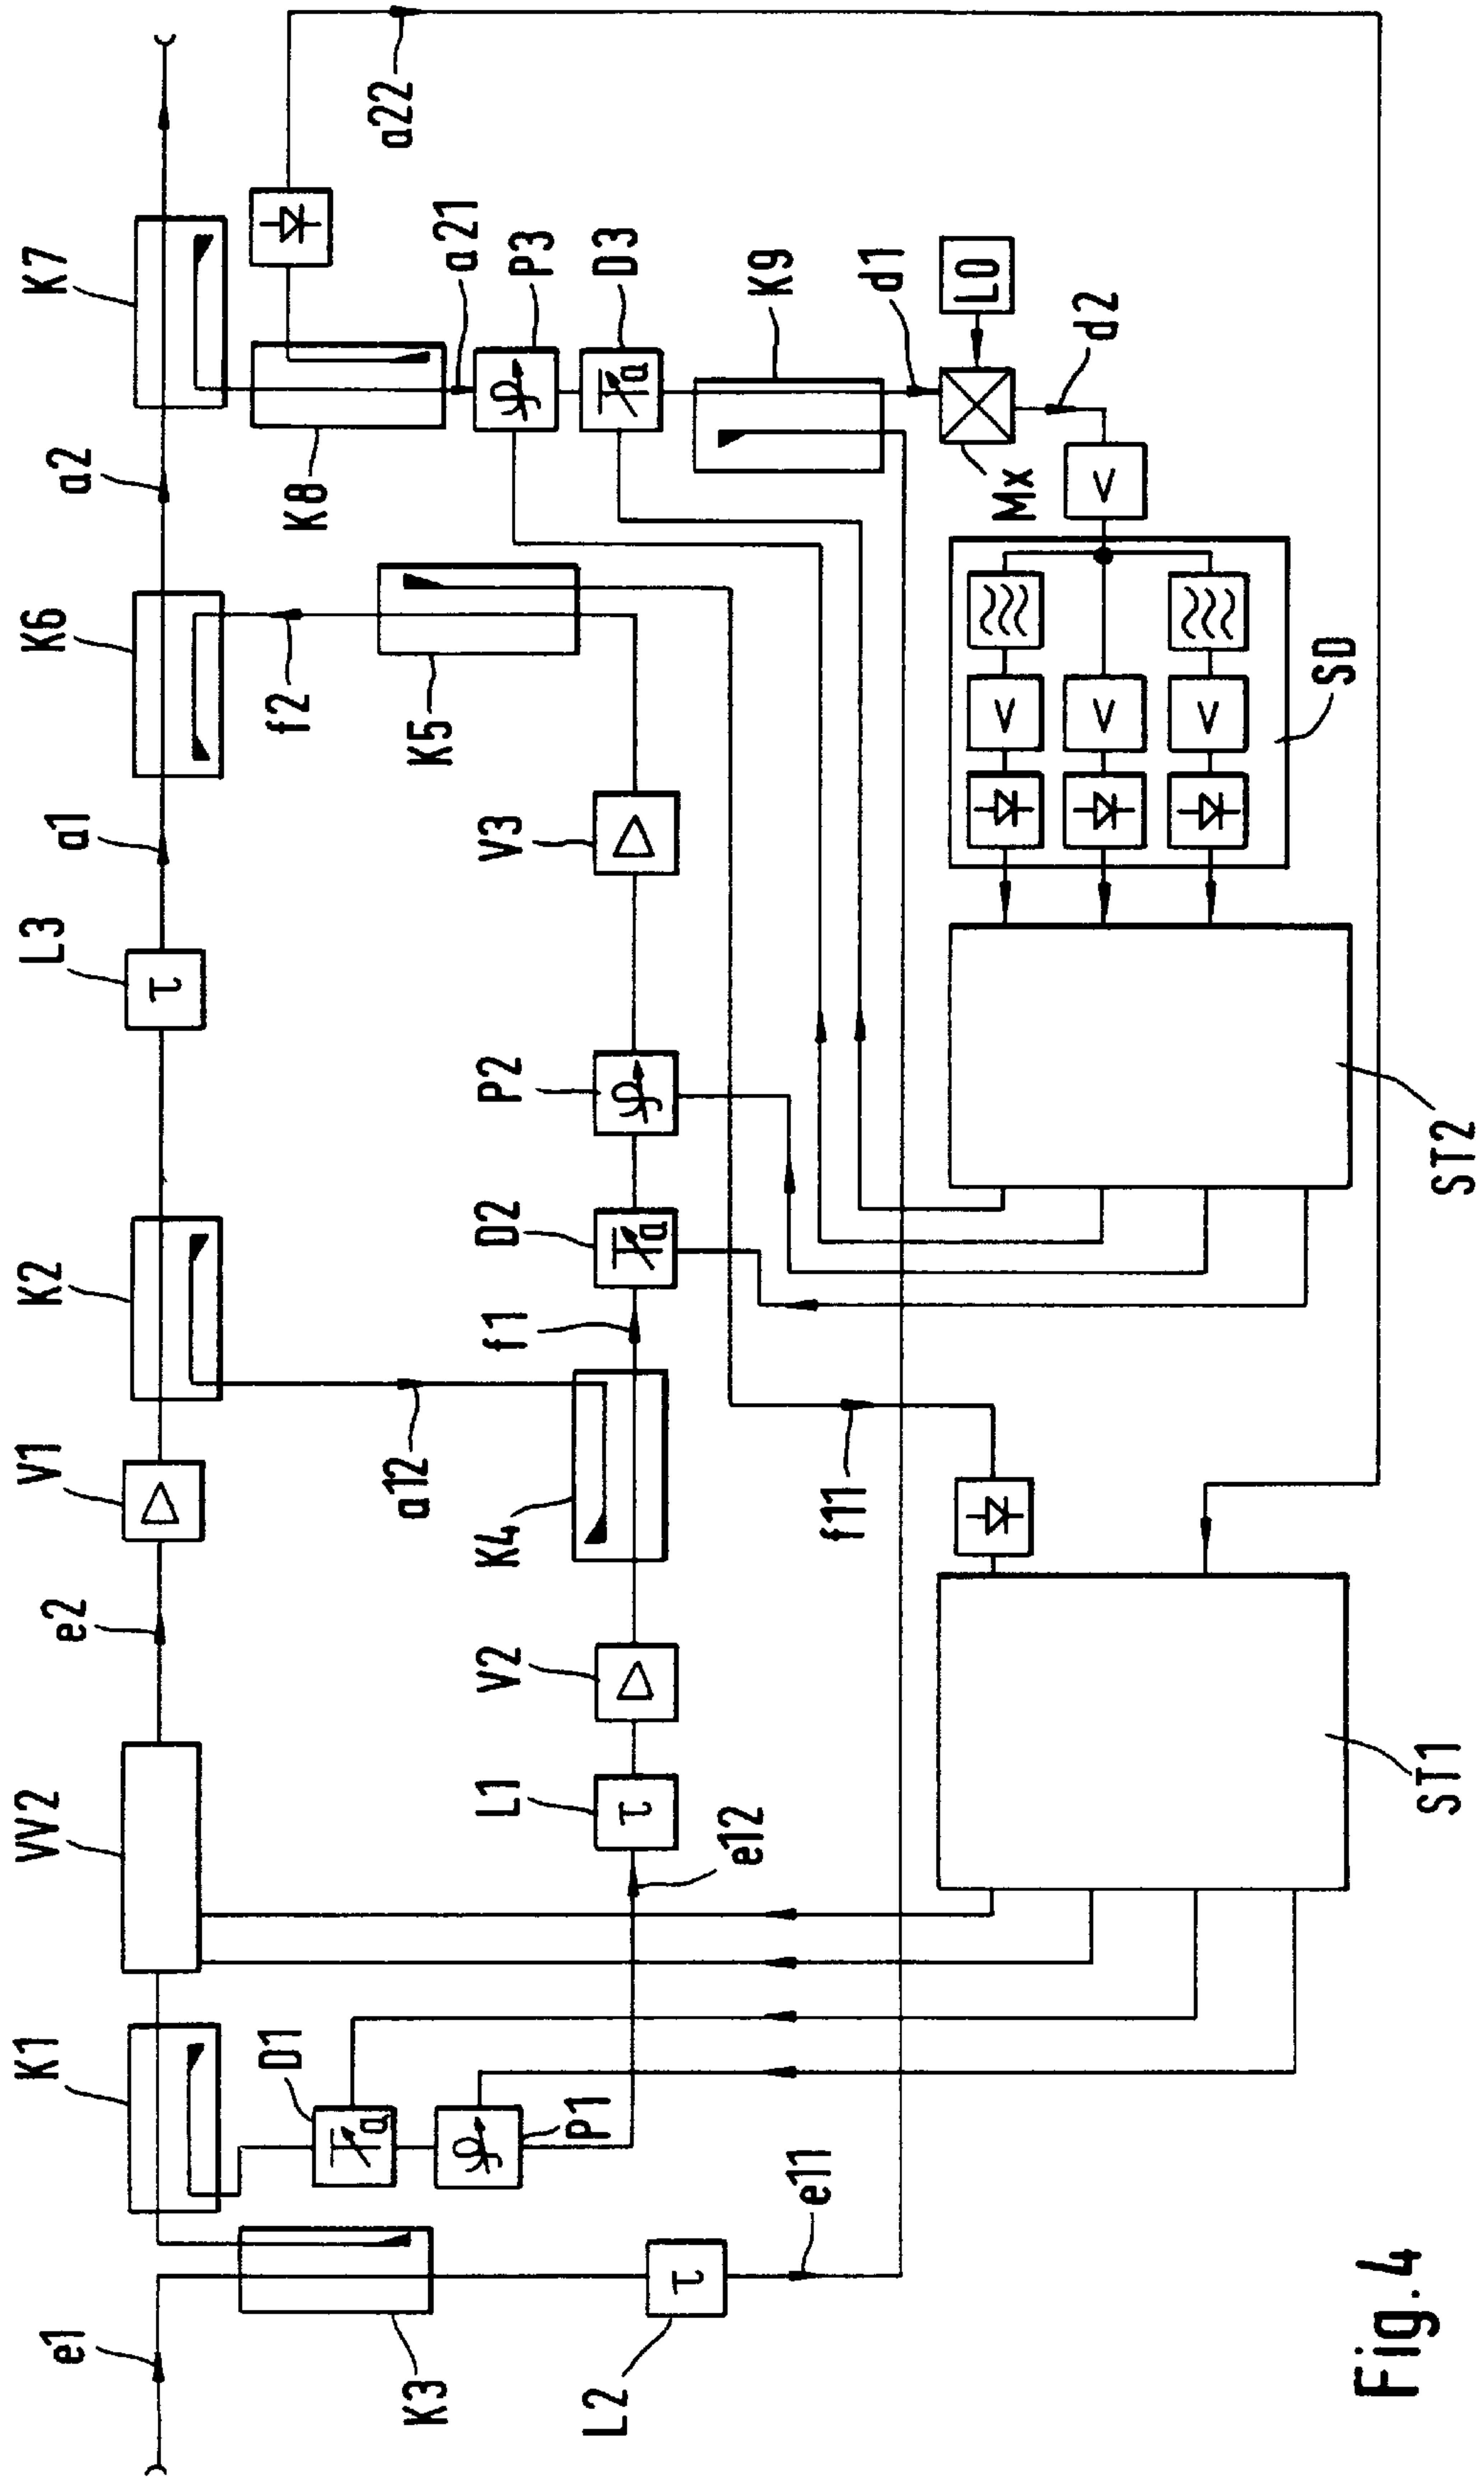 e1
K3
L2
e11
K1
D1
P1
VV2
e2
V1
K2
L3
a1
K6
a2
K7
a22
e12
L1
V2
K4
a12
f1
D2
P2
V3
K5
f2
K8
a21
P3
D3
K9
d1
LO
d2
Mx
f11
SD
ST1
ST2
τ
τ
τ
φ
φ
φ
a
a
a
V
V
V
V
Fig.4